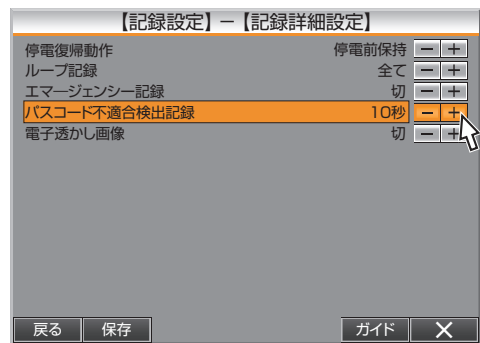 【記録設定】－【記録詳細設定】
停電復帰動作 停電前保持 － ＋
ループ記録 全て － ＋
エマージェンシー記録 切 － ＋
パスコード不適合検出記録 10秒 － ＋
電子透かし画像 切 － ＋
戻る 保存 ガイド ×